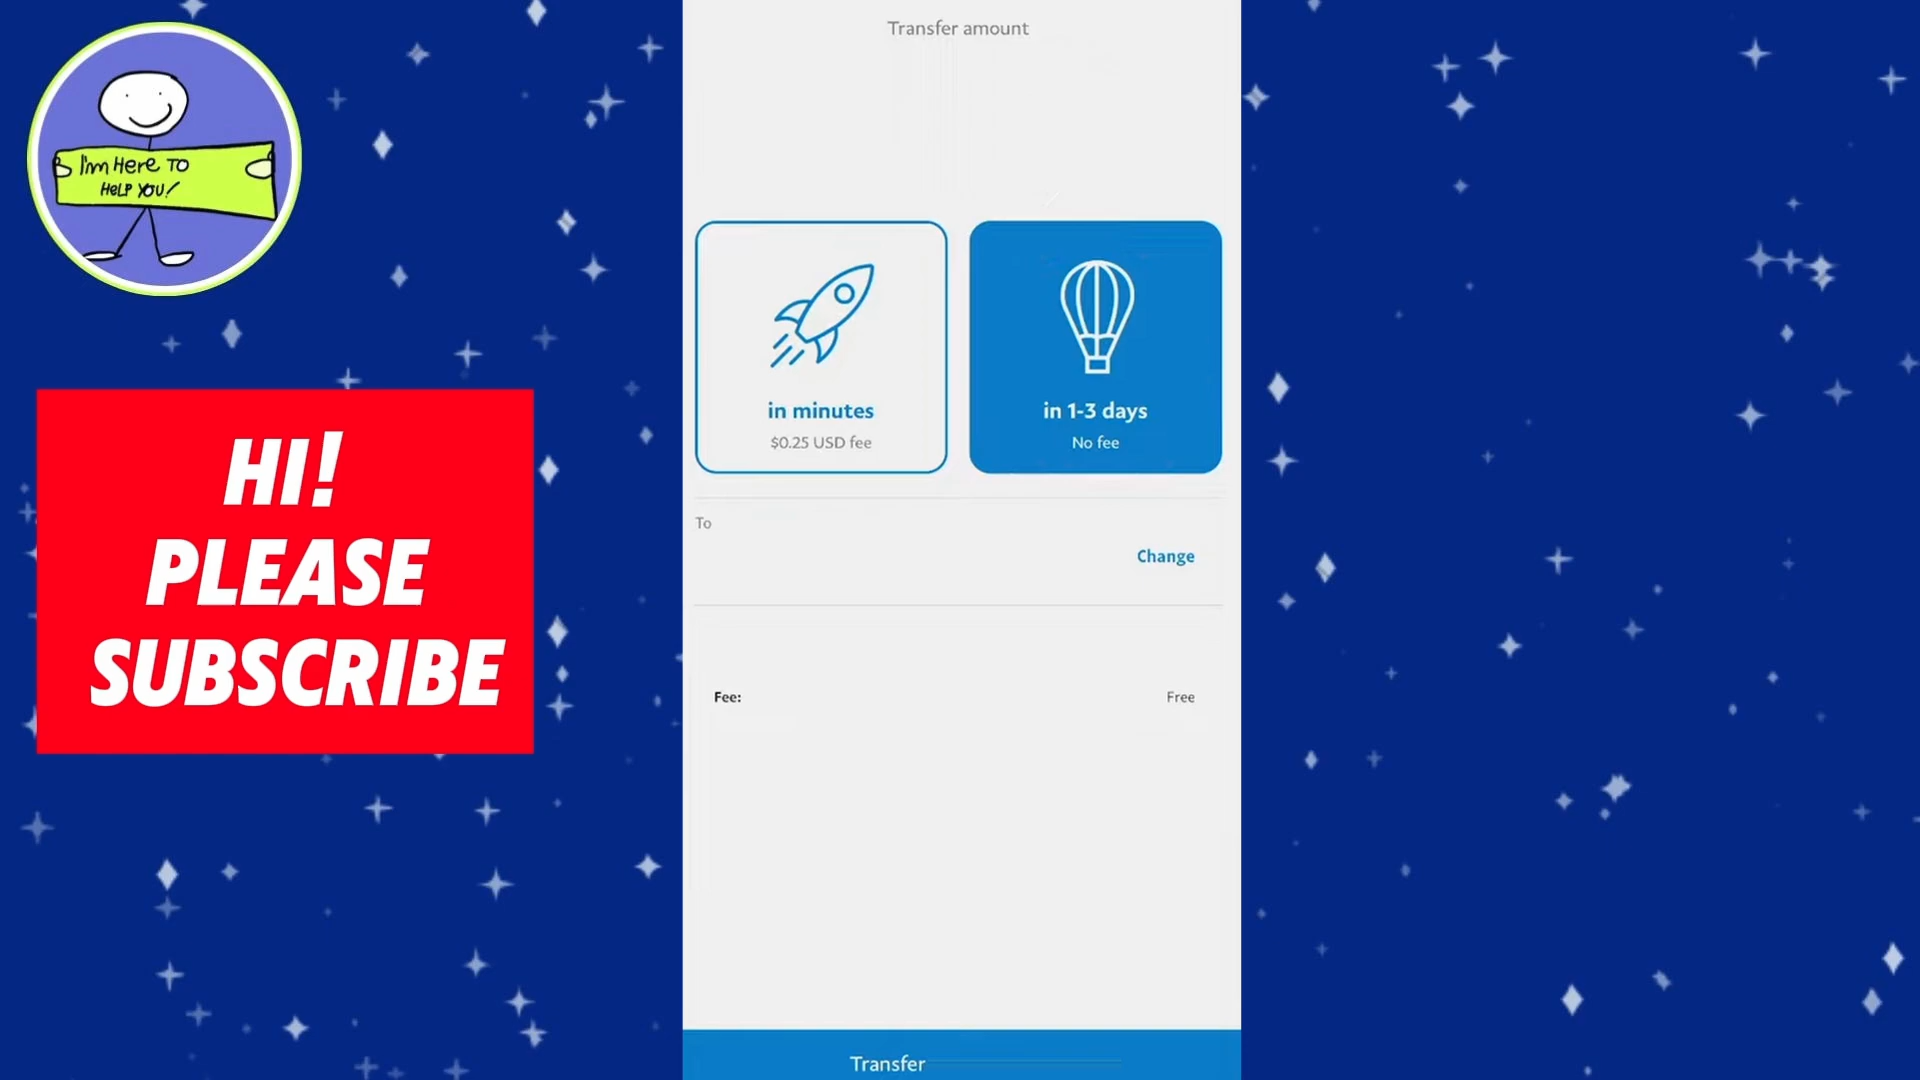 I'm Here TO
HELP YOU!
HI!
PLEASE
SUBSCRIBE
Transfer amount
in minutes
$0.25 USD fee
in 1-3 days
No fee
To
Change
Fee:
Free
Transfer